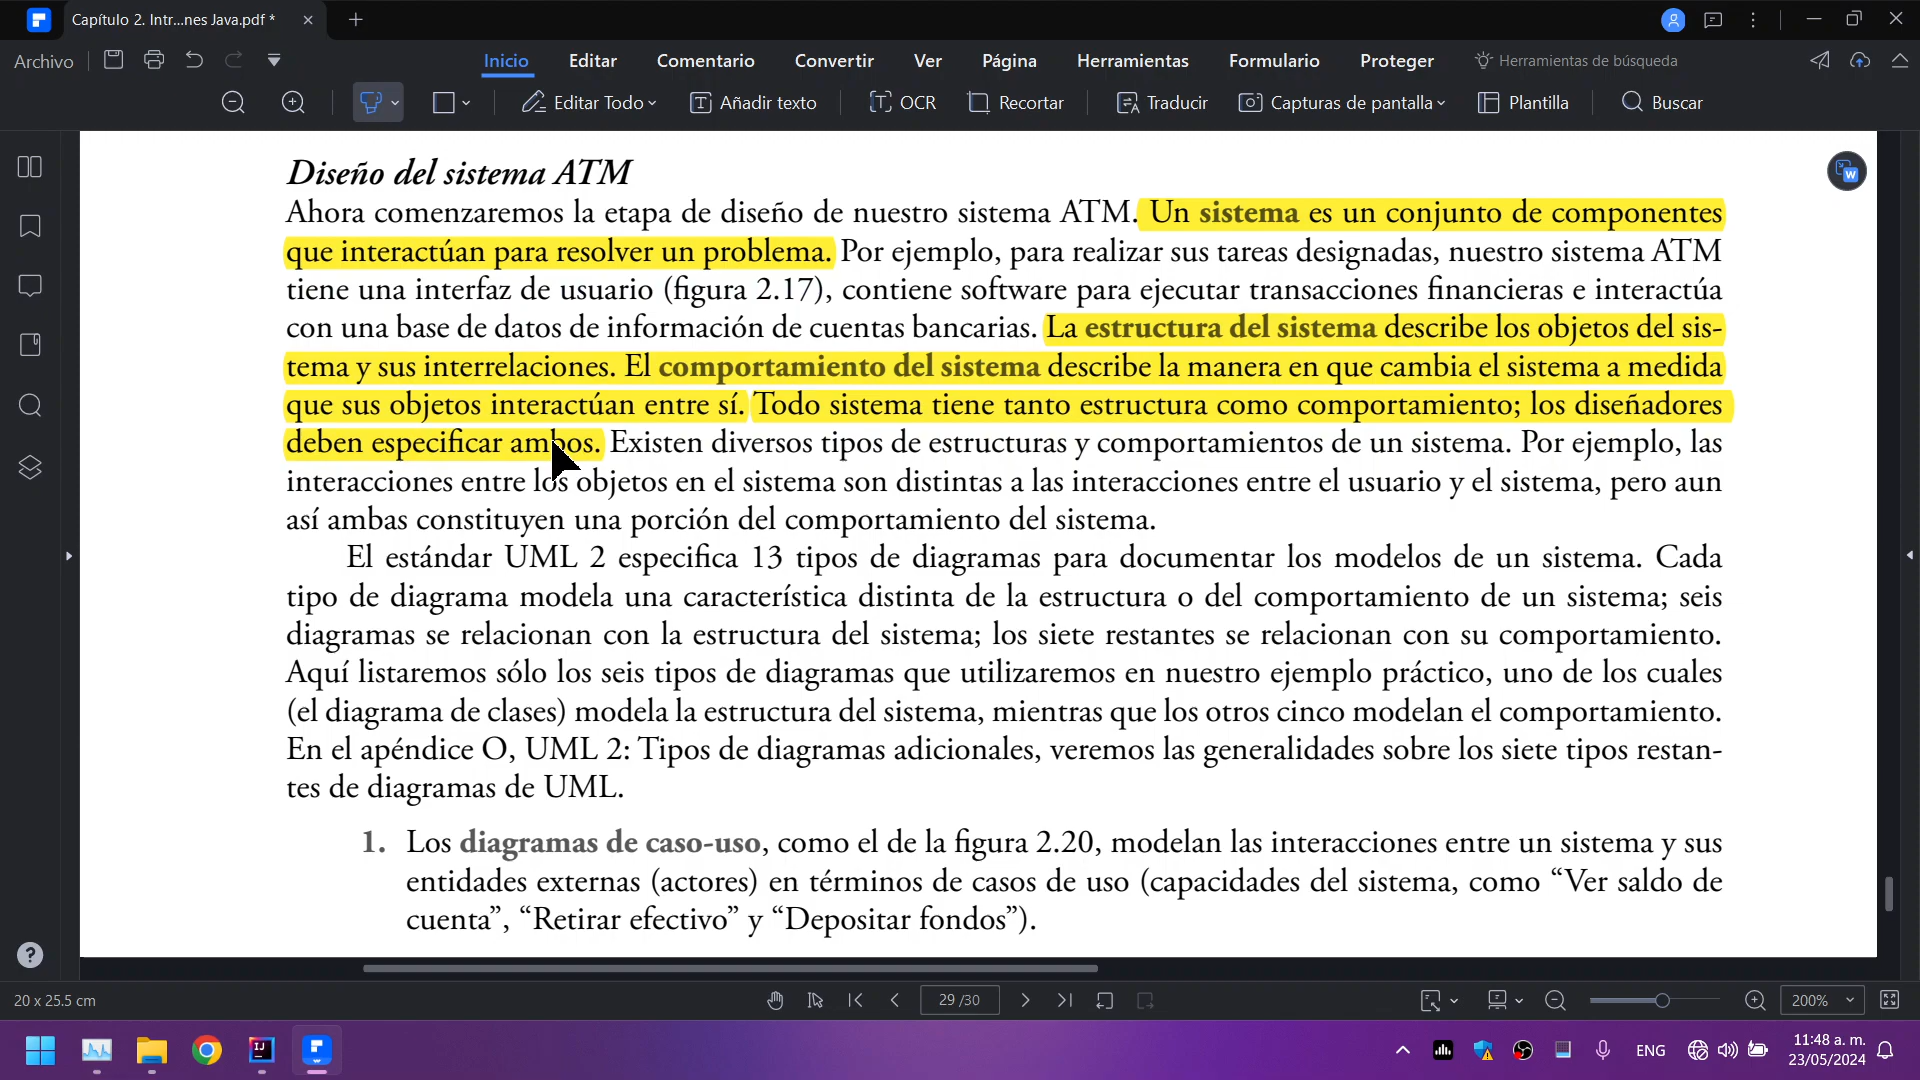 Capítulo 2. Intr...nes Java.pdf *
Archivo
Inicio
Editar
Comentario
Convertir
Ver
Página
Herramientas
Formulario
Proteger
Herramientas de búsqueda
Editar Todo
Añadir texto
OCR
Recortar
Traducir
Capturas de pantalla
Plantilla
Buscar
Diseño del sistema ATM
Ahora comenzaremos la etapa de diseño de nuestro sistema ATM. Un sistema es un conjunto de componentes
que interactúan para resolver un problema. Por ejemplo, para realizar sus tareas designadas, nuestro sistema ATM
tiene una interfaz de usuario (figura 2.17), contiene software para ejecutar transacciones financieras e interactúa
con una base de datos de información de cuentas bancarias. La estructura del sistema describe los objetos del sis-
tema y sus interrelaciones. El comportamiento del sistema describe la manera en que cambia el sistema a medida
que sus objetos interactúan entre sí. Todo sistema tiene tanto estructura como comportamiento; los diseñadores
deben especificar ambos. Existen diversos tipos de estructuras y comportamientos de un sistema. Por ejemplo, las
interacciones entre los objetos en el sistema son distintas a las interacciones entre el usuario y el sistema, pero aun
así ambas constituyen una porción del comportamiento del sistema.
El estándar UML 2 especifica 13 tipos de diagramas para documentar los modelos de un sistema. Cada
tipo de diagrama modela una característica distinta de la estructura o del comportamiento de un sistema; seis
diagramas se relacionan con la estructura del sistema; los siete restantes se relacionan con su comportamiento.
Aquí listaremos sólo los seis tipos de diagramas que utilizaremos en nuestro ejemplo práctico, uno de los cuales
(el diagrama de clases) modela la estructura del sistema, mientras que los otros cinco modelan el comportamiento.
En el apéndice O, UML 2: Tipos de diagramas adicionales, veremos las generalidades sobre los siete tipos restan-
tes de diagramas de UML.
1. Los diagramas de caso-uso, como el de la figura 2.20, modelan las interacciones entre un sistema y sus
entidades externas (actores) en términos de casos de uso (capacidades del sistema, como “Ver saldo de
cuenta”, “Retirar efectivo” y “Depositar fondos”).
20 x 25.5 cm
29 /30
200%
ENG
11:48 a. m.
23/05/2024